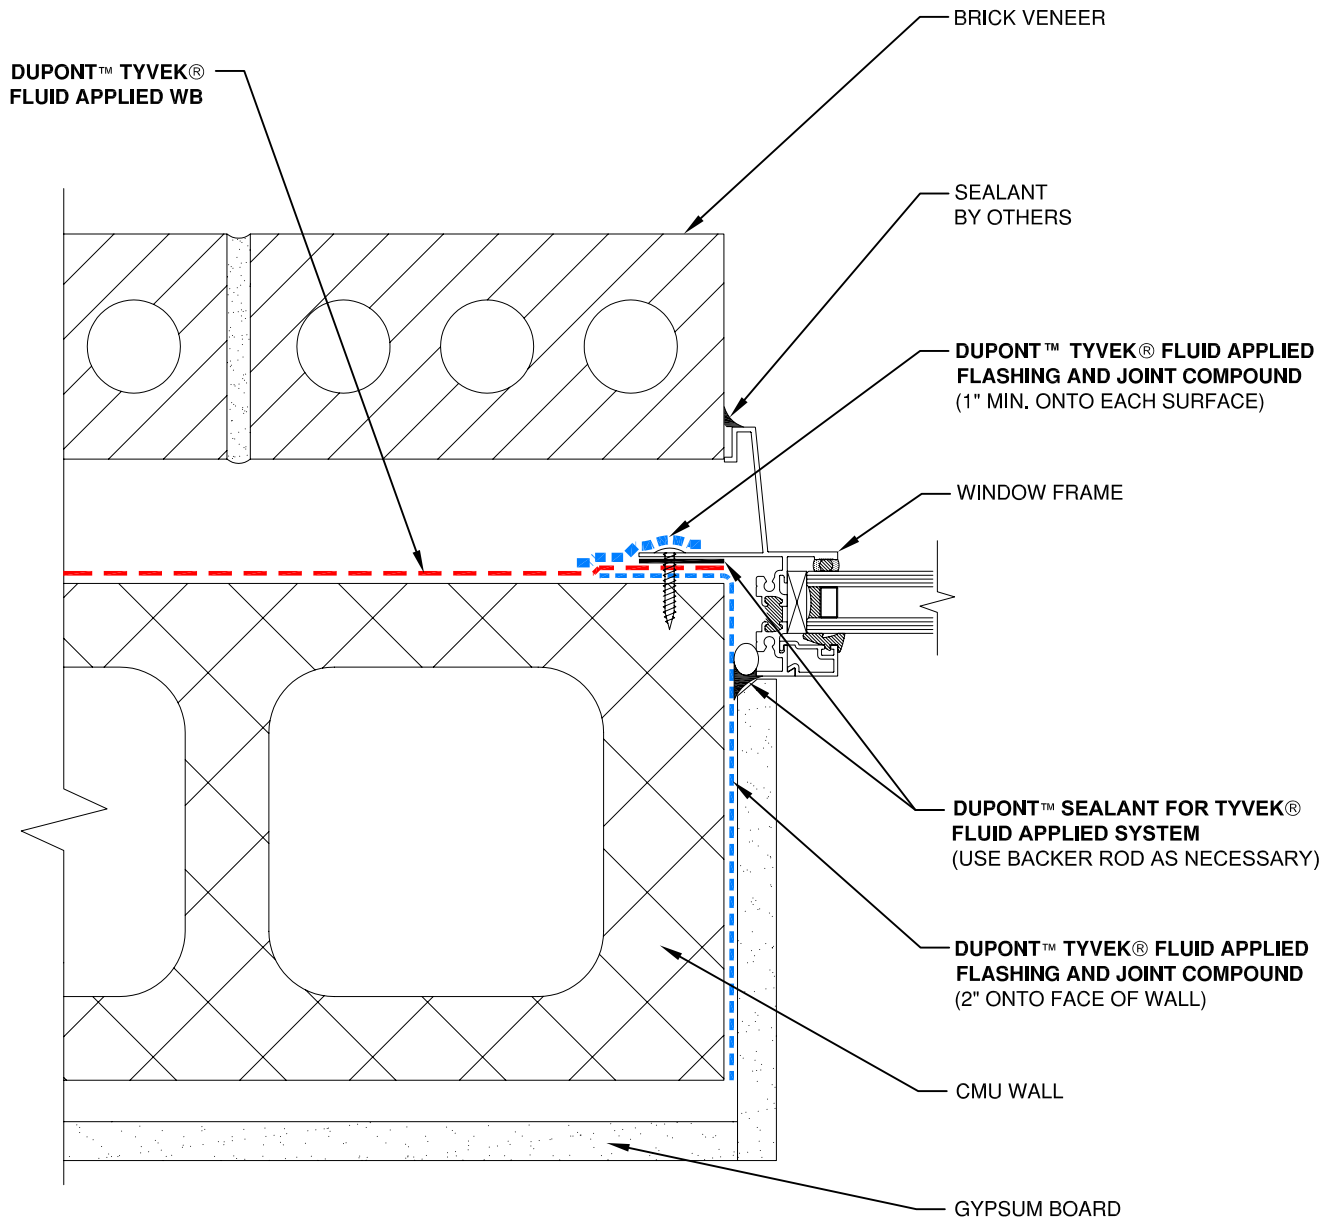 BRICK VENEER
DUPONT™ TYVEK®
FLUID APPLIED WB
SEALANT
BY OTHERS
DUPONT™ TYVEK® FLUID APPLIED
FLASHING AND JOINT COMPOUND
(1" MIN. ONTO EACH SURFACE)
WINDOW FRAME
DUPONT™ SEALANT FOR TYVEK®
FLUID APPLIED SYSTEM
(USE BACKER ROD AS NECESSARY)
DUPONT™ TYVEK® FLUID APPLIED
FLASHING AND JOINT COMPOUND
(2" ONTO FACE OF WALL)
CMU WALL
GYPSUM BOARD